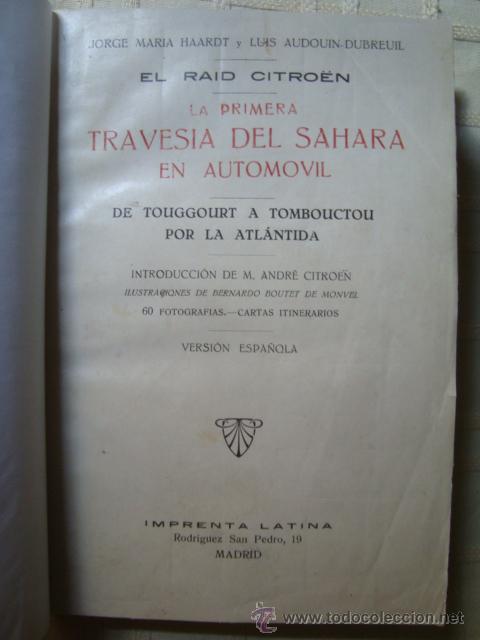 JORGE MARIA HAARDT y LUIS AUDOUIN-DUBREUIL
EL RAID CITROËN
LA PRIMERA
TRAVESIA DEL SAHARA
EN AUTOMOVIL
DE TOUGGOURT A TOMBOUCTOU
POR LA ATLÁNTIDA
INTRODUCCIÓN DE M. ANDRÉ CITROËN
ILUSTRACIONES DE BERNARDO BOUTET DE MONVEL
60 FOTOGRAFIAS.—CARTAS ITINERARIOS
VERSIÓN ESPAÑOLA
IMPRENTA LATINA
Rodríguez San Pedro, 19
MADRID
www.todocoleccion.net